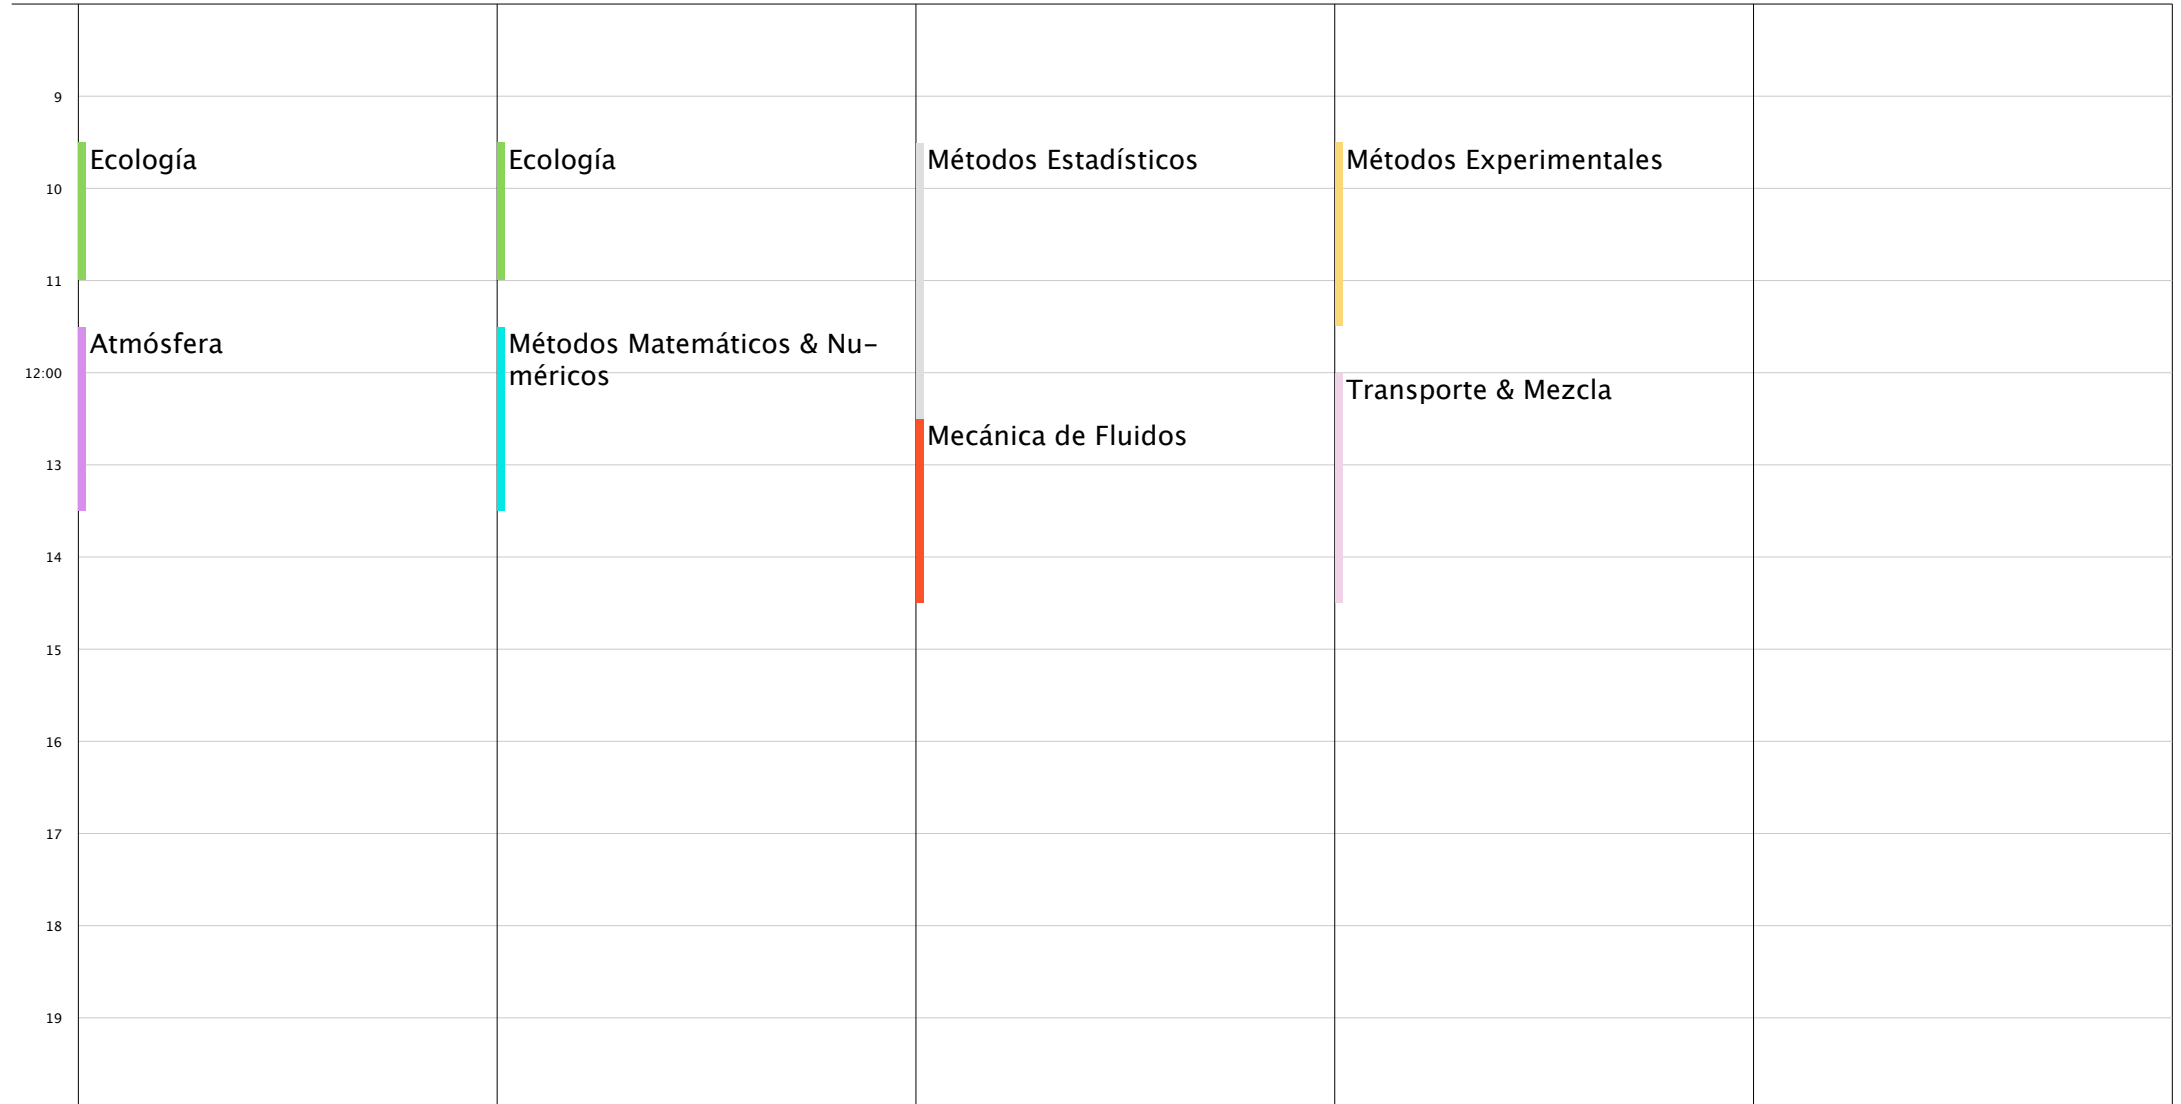 9
Ecología
Ecología
Métodos Estadísticos
Métodos Experimentales
10
11
Atmósfera
Métodos Matemáticos & Nu-
méricos
12:00
Transporte & Mezcla
Mecánica de Fluidos
13
14
15
16
17
18
19